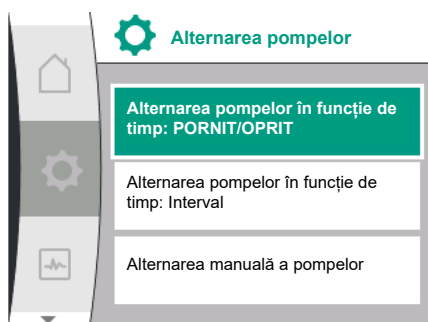 Alternarea pompelor
Alternarea pompelor în funcție de
timp: PORNIT/OPRIT
Alternarea pompelor în funcție de
timp: Interval
Alternarea manuală a pompelor